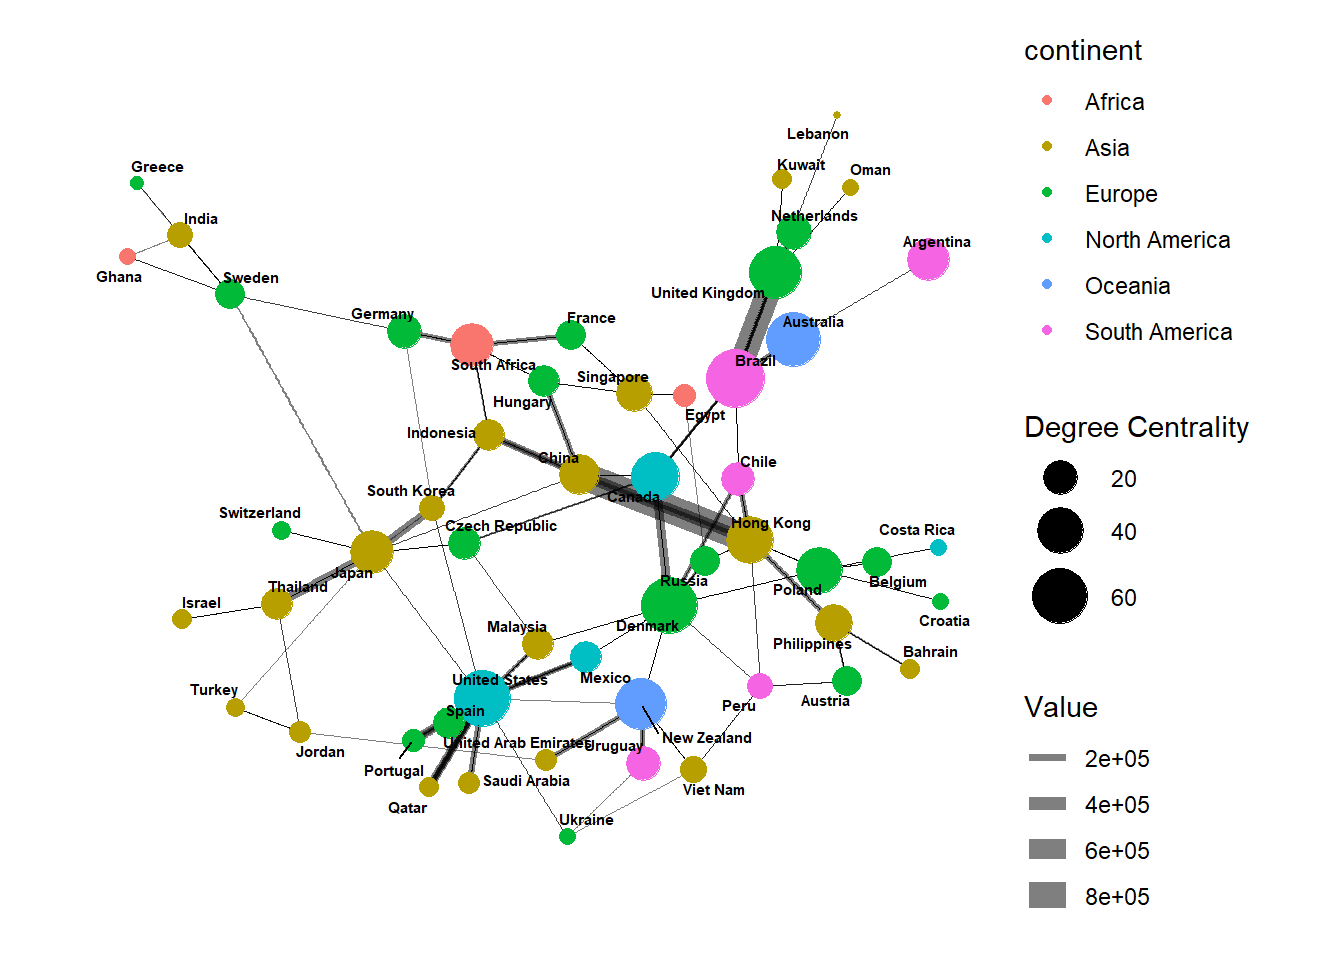 continent
Africa
Asia
Europe
North America
Oceania
South America
Degree Centrality
20
40
60
Value
2e+05
4e+05
6e+05
8e+05
Lebanon
Greece
Kuwait
Oman
India
Netherlands
Argentina
Ghana
Sweden
United Kingdom
Germany
France
Australia
South Africa
Singapore
Brazil
Hungary
Egypt
Indonesia
China
Chile
South Korea
Canada
Switzerland
Czech Republic
Hong Kong
Costa Rica
Japan
Thailand
Russia
Belgium
Poland
Israel
Malaysia
Denmark
Croatia
Philippines
Bahrain
Turkey
United States
Mexico
Peru
Austria
Spain
Jordan
United Arab Emirates
Uruguay
New Zealand
Portugal
Saudi Arabia
Viet Nam
Qatar
Ukraine